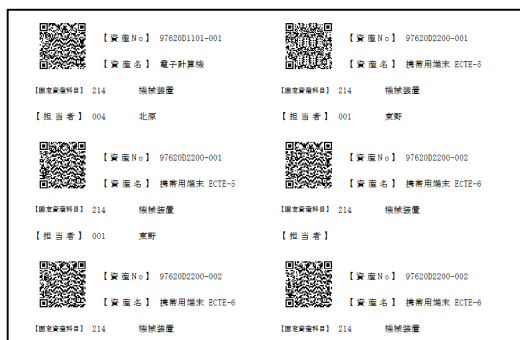 【資産No】 97620D1101-001
【資産名】 電子計算機
【固定資産科目】 214 機械装置
【担当者】 004 北原
【資産No】 97620D2200-001
【資産名】 携帯用端末 ECTE-5
【固定資産科目】 214 機械装置
【担当者】 001 東野
【資産No】 97620D2200-001
【資産名】 携帯用端末 ECTE-5
【固定資産科目】 214 機械装置
【担当者】 001 東野
【資産No】 97620D2200-002
【資産名】 携帯用端末 ECTE-6
【固定資産科目】 214 機械装置
【担当者】
【資産No】 97620D2200-002
【資産名】 携帯用端末 ECTE-6
【固定資産科目】 214 機械装置
【資産No】 97620D2200-002
【資産名】 携帯用端末 ECTE-6
【固定資産科目】 214 機械装置